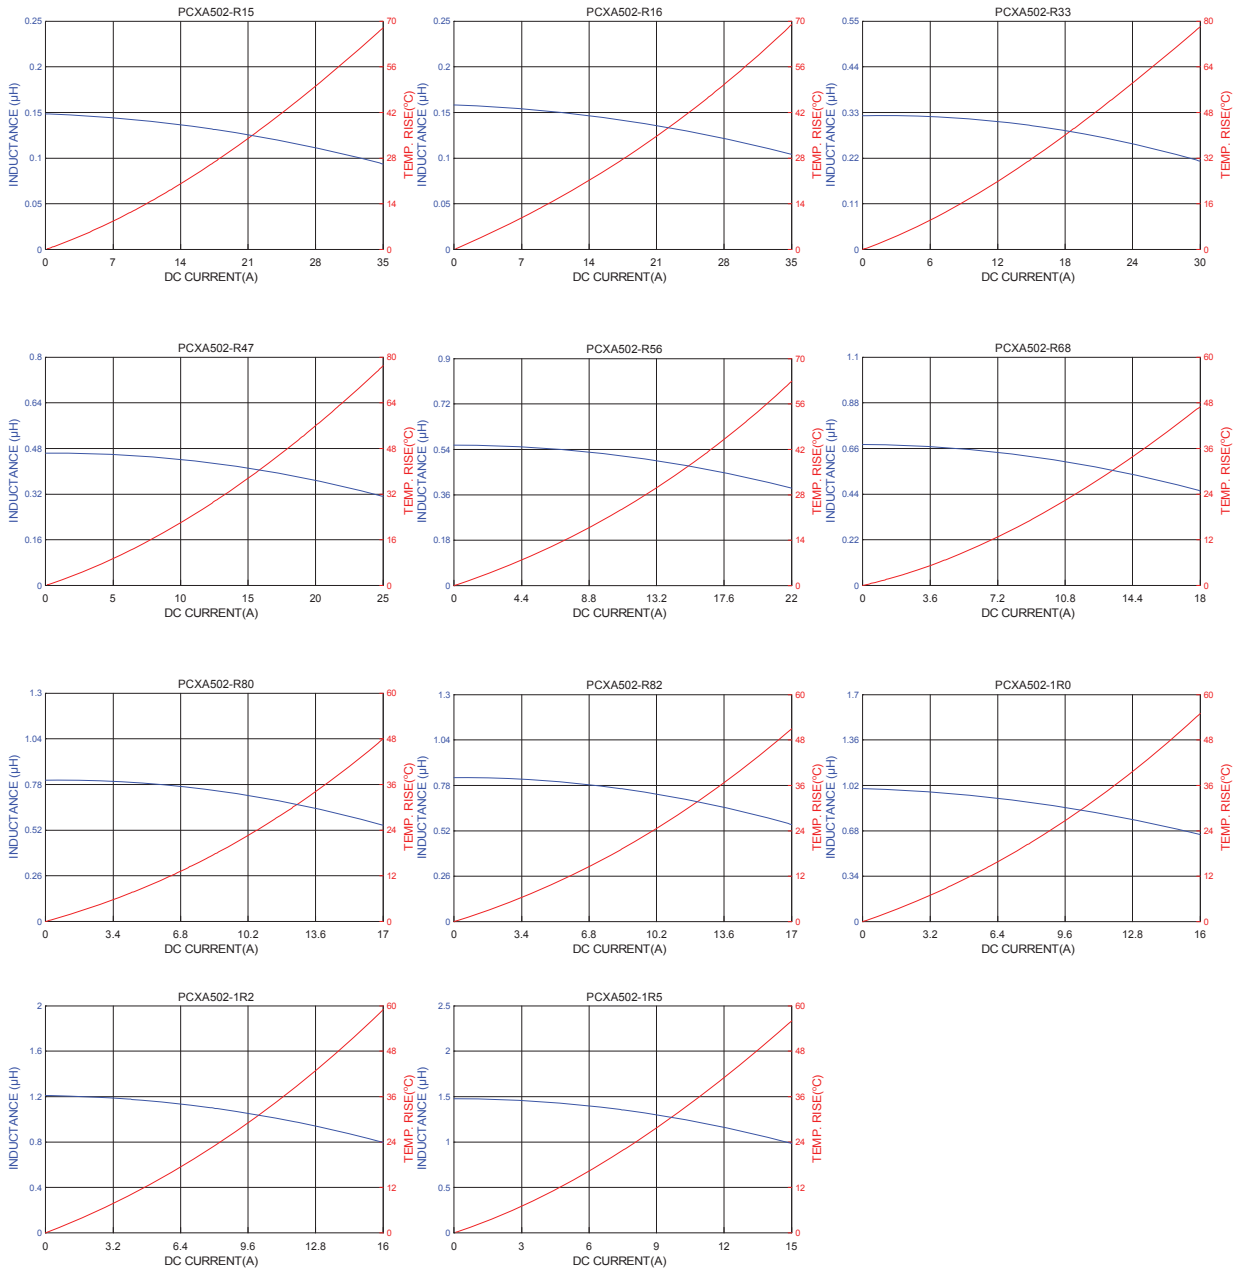 PCXA502-R15
INDUCTANCE (µH)
0.25
0.2
0.15
0.1
0.05
0
70
56
42
28
14
0
TEMP. RISE(ºC)
0 7 14 21 28 35
DC CURRENT(A)
PCXA502-R16
INDUCTANCE (µH)
0.25
0.2
0.15
0.1
0.05
0
70
56
42
28
14
0
TEMP. RISE(ºC)
0 7 14 21 28 35
DC CURRENT(A)
PCXA502-R33
INDUCTANCE (µH)
0.55
0.44
0.33
0.22
0.11
0
80
64
48
32
16
0
TEMP. RISE(ºC)
0 6 12 18 24 30
DC CURRENT(A)
PCXA502-R47
INDUCTANCE (µH)
0.8
0.64
0.48
0.32
0.16
0
80
64
48
32
16
0
TEMP. RISE(ºC)
0 5 10 15 20 25
DC CURRENT(A)
PCXA502-R56
INDUCTANCE (µH)
0.9
0.72
0.54
0.36
0.18
0
70
56
42
28
14
0
TEMP. RISE(ºC)
0 4.4 8.8 13.2 17.6 22
DC CURRENT(A)
PCXA502-R68
INDUCTANCE (µH)
1.1
0.88
0.66
0.44
0.22
0
60
48
36
24
12
0
TEMP. RISE(ºC)
0 3.6 7.2 10.8 14.4 18
DC CURRENT(A)
PCXA502-R80
INDUCTANCE (µH)
1.3
1.04
0.78
0.52
0.26
0
60
48
36
24
12
0
TEMP. RISE(ºC)
0 3.4 6.8 10.2 13.6 17
DC CURRENT(A)
PCXA502-R82
INDUCTANCE (µH)
1.3
1.04
0.78
0.52
0.26
0
60
48
36
24
12
0
TEMP. RISE(ºC)
0 3.4 6.8 10.2 13.6 17
DC CURRENT(A)
PCXA502-1R0
INDUCTANCE (µH)
1.7
1.36
1.02
0.68
0.34
0
60
48
36
24
12
0
TEMP. RISE(ºC)
0 3.2 6.4 9.6 12.8 16
DC CURRENT(A)
PCXA502-1R2
INDUCTANCE (µH)
2
1.6
1.2
0.8
0.4
0
60
48
36
24
12
0
TEMP. RISE(ºC)
0 3.2 6.4 9.6 12.8 16
DC CURRENT(A)
PCXA502-1R5
INDUCTANCE (µH)
2.5
2
1.5
1
0.5
0
60
48
36
24
12
0
TEMP. RISE(ºC)
0 3 6 9 12 15
DC CURRENT(A)